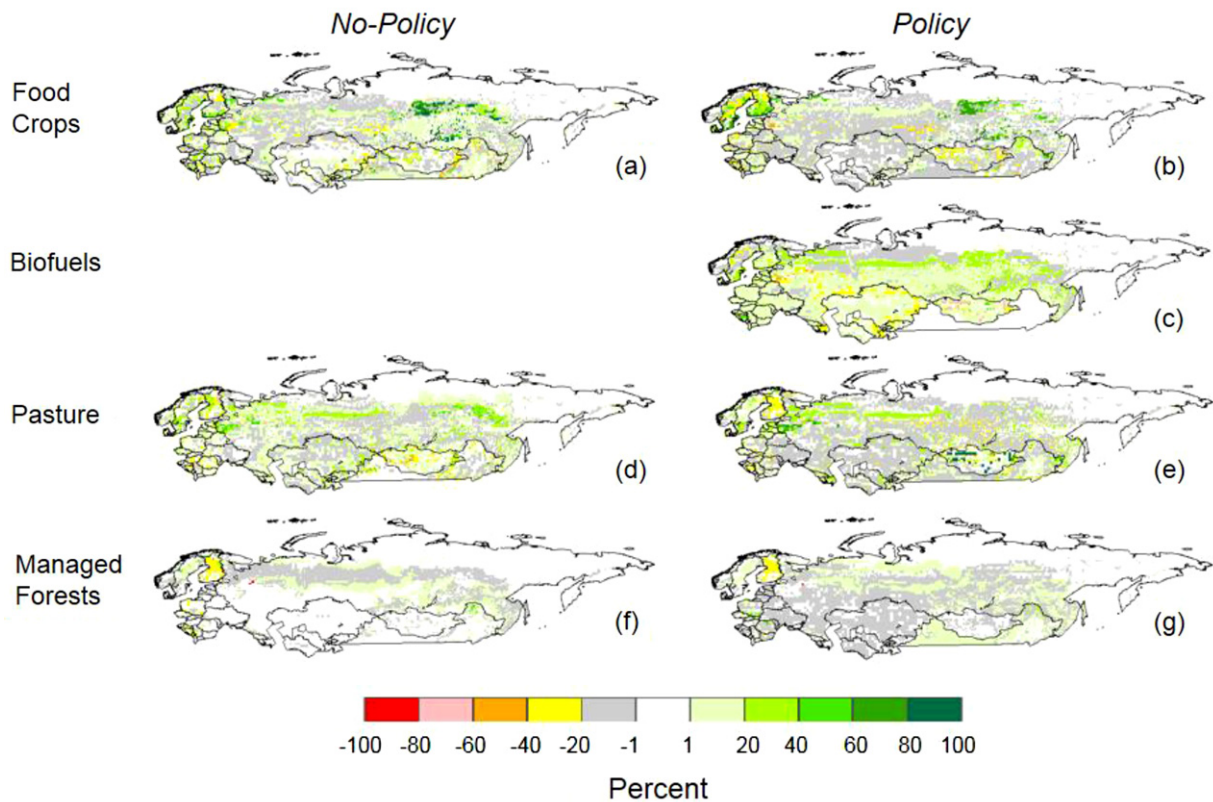 No-Policy Policy
Food
Crops
(a) (b)
Biofuels
(c)
Pasture
(d) (e)
Managed
Forests
(f) (g)
-100 -80 -60 -40 -20 -1 1 20 40 60 80 100
Percent